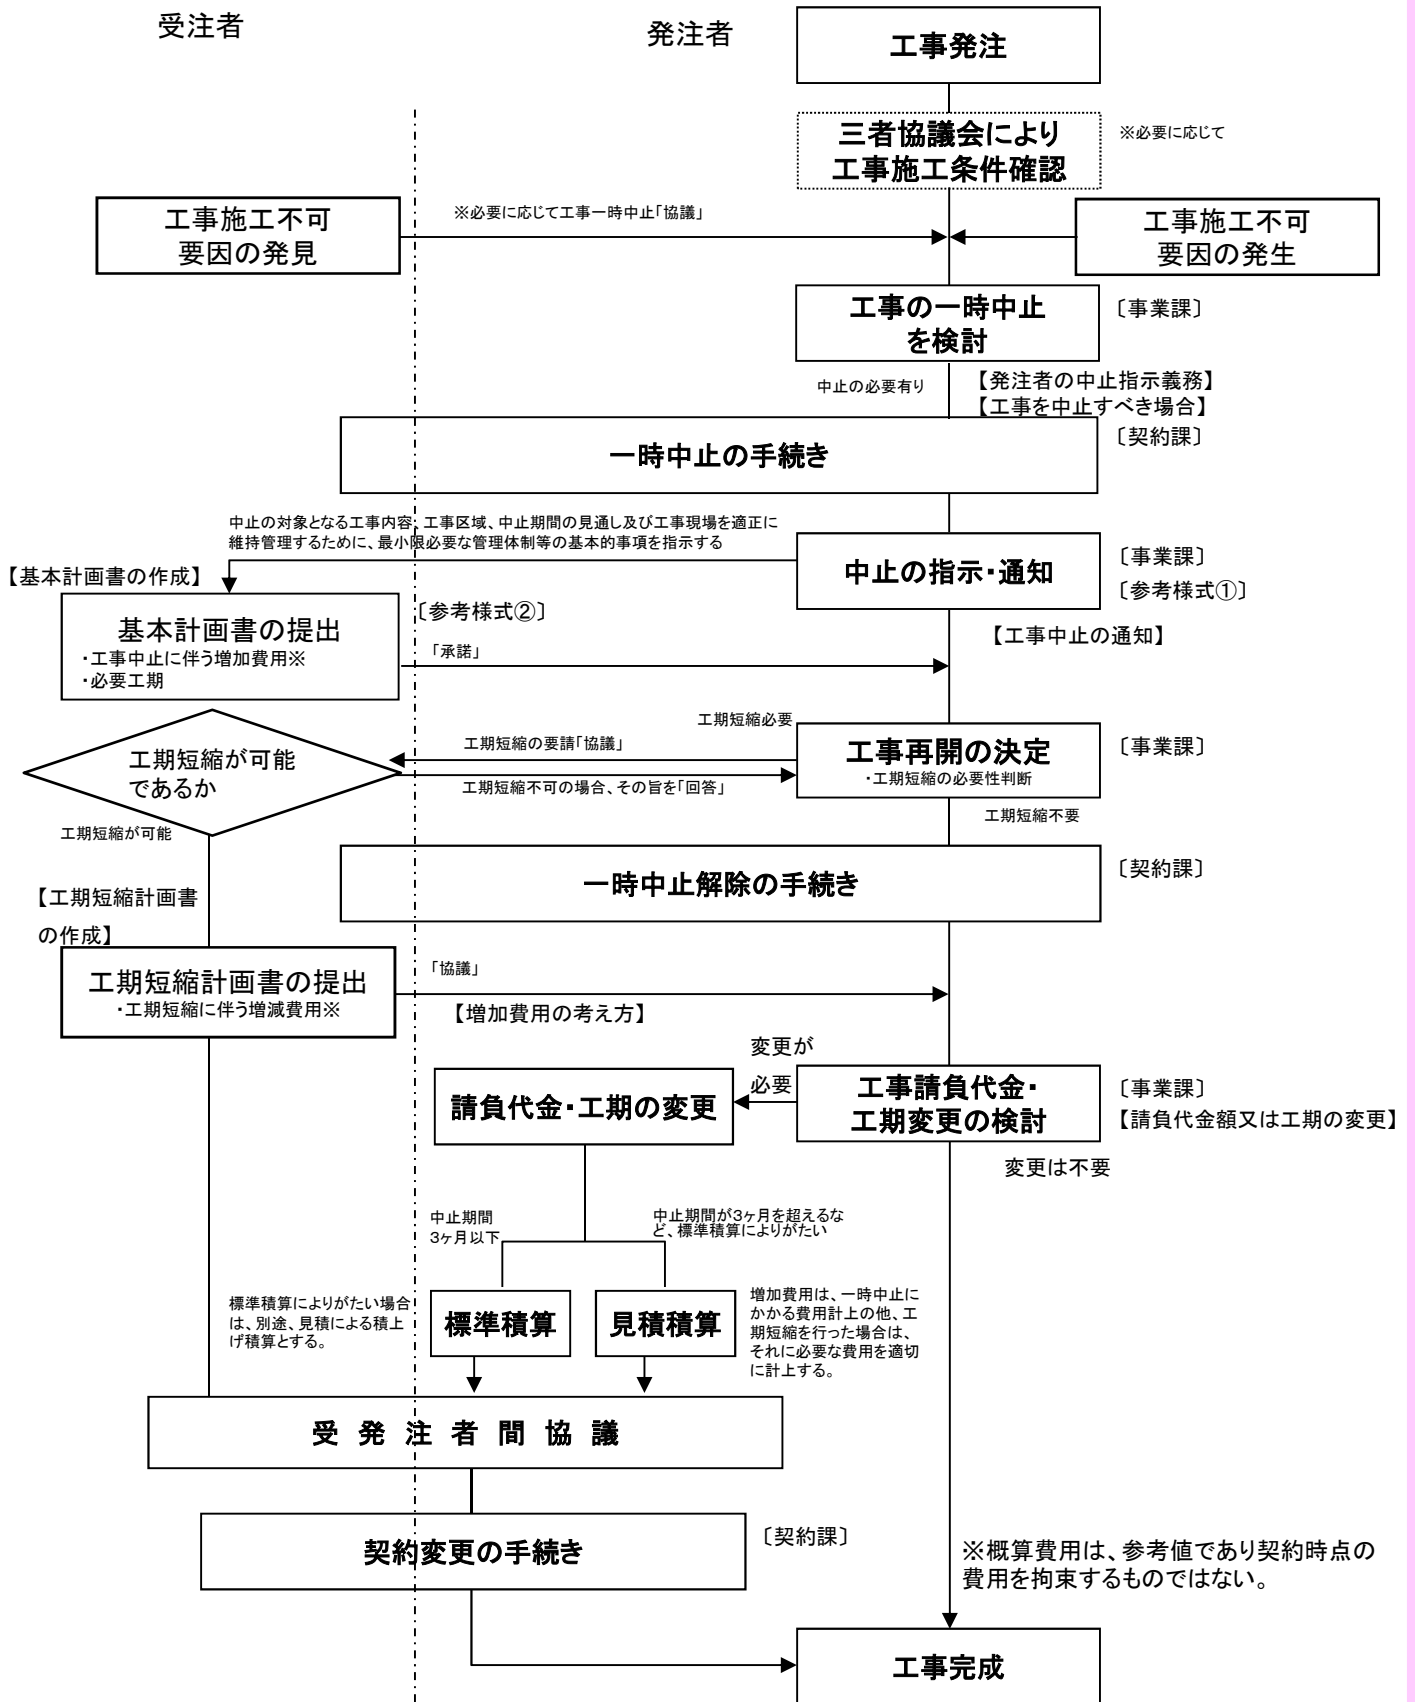 受注者
発注者
工事発注
三者協議会により
工事施工条件確認
※必要に応じて
工事施工不可
要因の発見
※必要に応じて工事一時中止「協議」
工事施工不可
要因の発生
工事の一時中止
を検討
〔事業課〕
中止の必要有り
【発注者の中止指示義務】
【工事を中止すべき場合】
一時中止の手続き
〔契約課〕
中止の対象となる工事内容、工事区域、中止期間の見通し及び工事現場を適正に
維持管理するために、最小限必要な管理体制等の基本的事項を指示する
中止の指示・通知
〔事業課〕
〔参考様式①〕
【基本計画書の作成】
〔参考様式②〕
基本計画書の提出
・工事中止に伴う増加費用※
・必要工期
「承諾」
【工事中止の通知】
工期短縮必要
工期短縮が可能
であるか
工期短縮の要請「協議」
工期短縮不可の場合、その旨を「回答」
工事再開の決定
・工期短縮の必要性判断
〔事業課〕
工期短縮不要
工期短縮が可能
一時中止解除の手続き
〔契約課〕
【工期短縮計画書
の作成】
工期短縮計画書の提出
・工期短縮に伴う増減費用※
「協議」
【増加費用の考え方】
変更が
必要
請負代金・工期の変更
工事請負代金・
工期変更の検討
〔事業課〕
【請負代金額又は工期の変更】
変更は不要
中止期間
3ヶ月以下
中止期間が3ヶ月を超えるな
ど、標準積算によりがたい
標準積算によりがたい場合
は、別途、見積による積上
げ積算とする。
標準積算
見積積算
増加費用は、一時中止に
かかる費用計上の他、工
期短縮を行った場合は、
それに必要な費用を適切
に計上する。
受 発 注 者 間 協 議
契約変更の手続き
〔契約課〕
※概算費用は、参考値であり契約時点の
費用を拘束するものではない。
工事完成